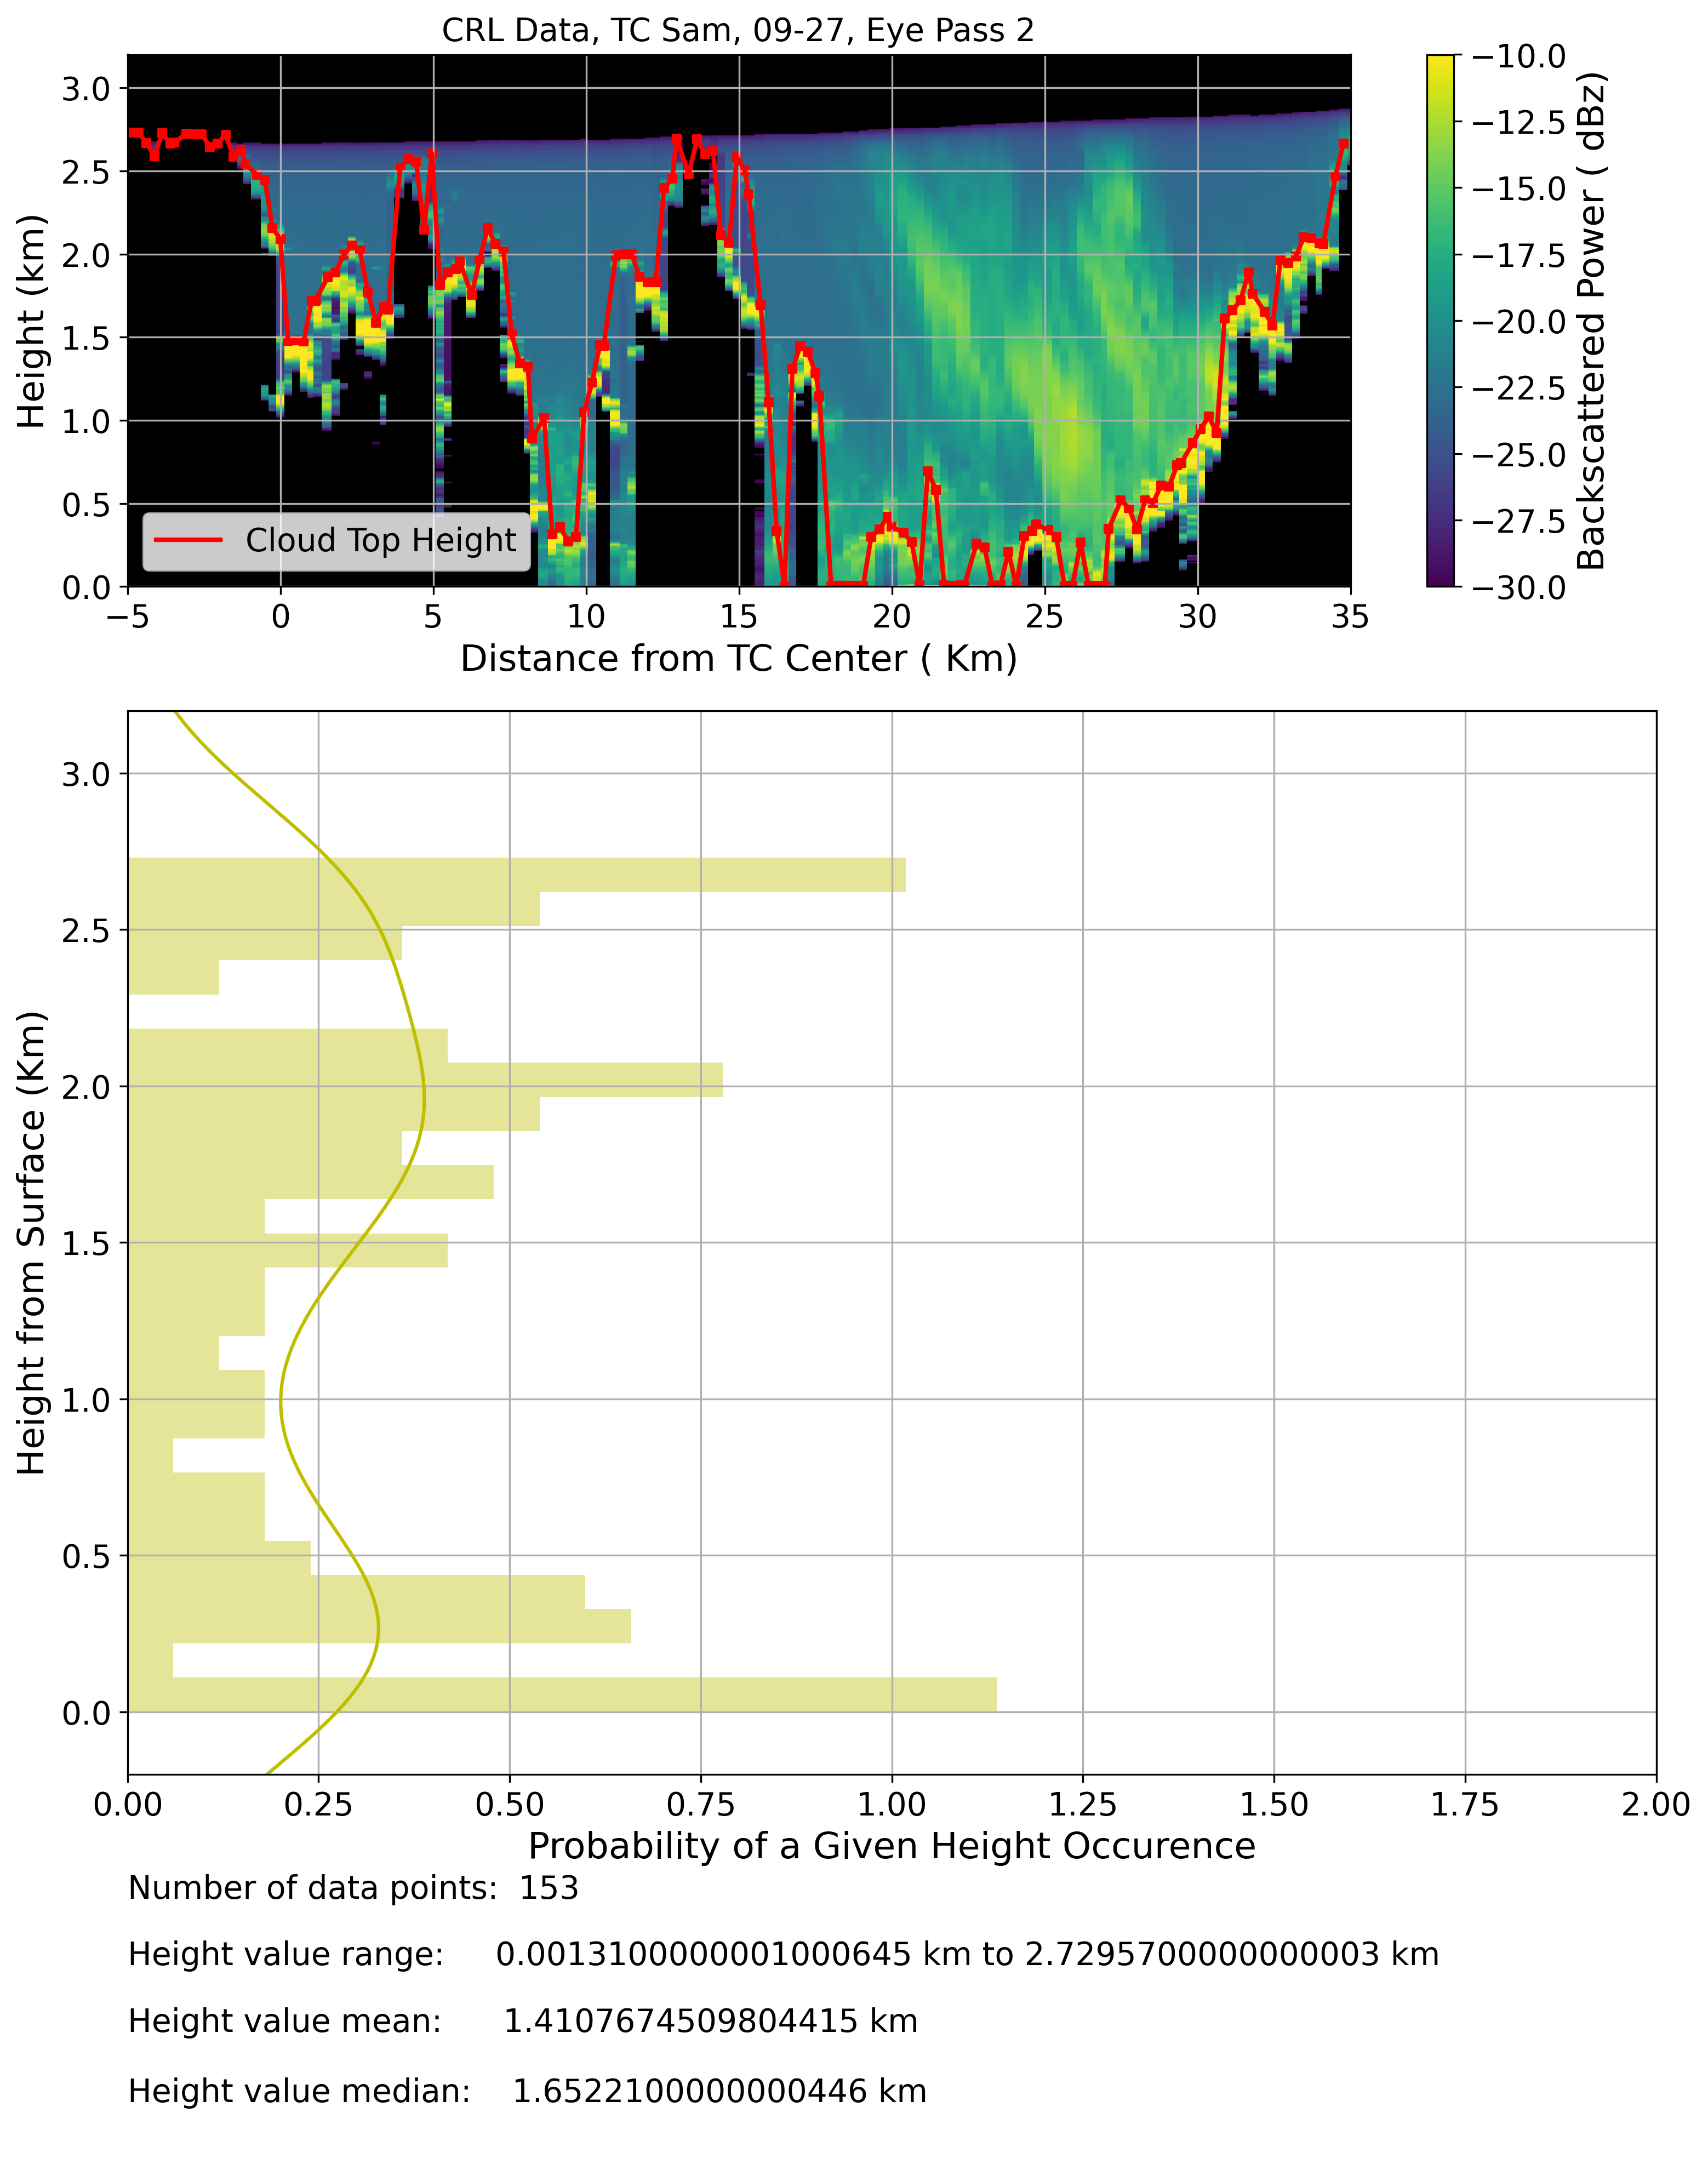 CRL Data, TC Sam, 09-27, Eye Pass 2
3.0
2.5
2.0
1.5
1.0
0.5
0.0
Height (km)
Cloud Top Height
−5 0 5 10 15 20 25 30 35
Distance from TC Center ( Km)
−10.0
−12.5
−15.0
−17.5
−20.0
−22.5
−25.0
−27.5
−30.0
Backscattered Power ( dBz)
3.0
2.5
2.0
1.5
1.0
0.5
0.0
Height from Surface (Km)
0.00 0.25 0.50 0.75 1.00 1.25 1.50 1.75 2.00
Probability of a Given Height Occurence
Number of data points: 153
Height value range: 0.0013100000001000645 km to 2.7295700000000003 km
Height value mean: 1.4107674509804415 km
Height value median: 1.6522100000000446 km